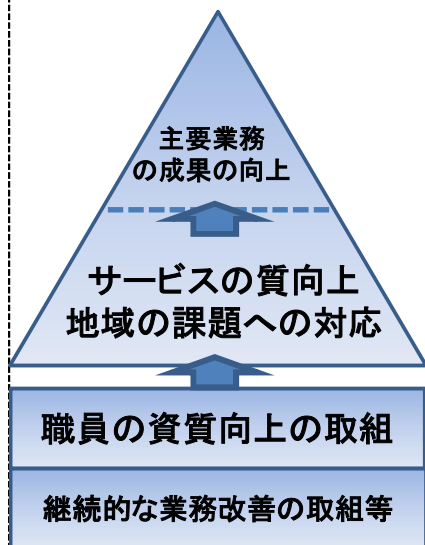 主要業務
の成果の向上
サービスの質向上
地域の課題への対応
職員の資質向上の取組
継続的な業務改善の取組等